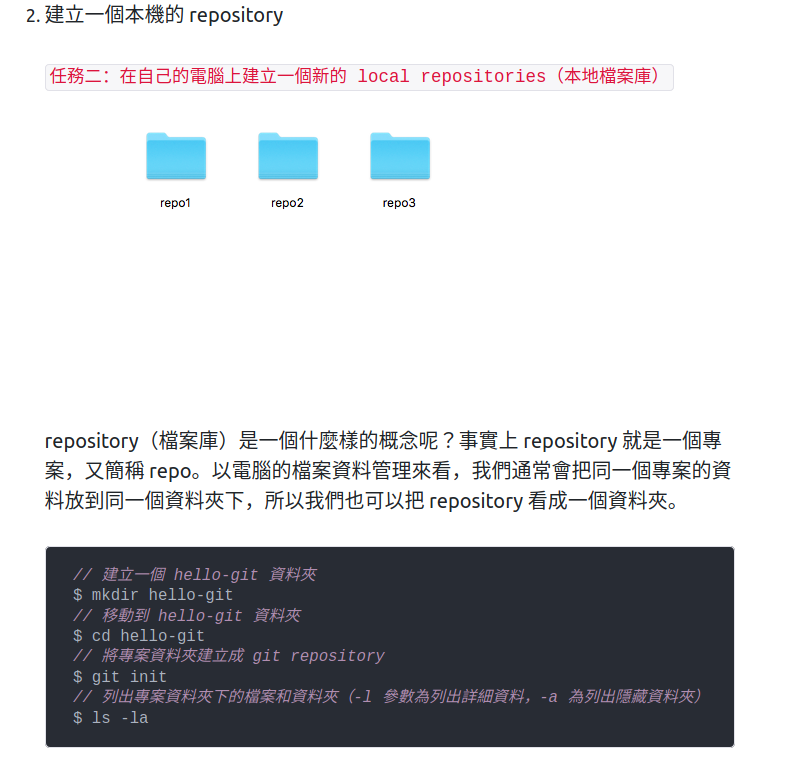 2. 建立一個本機的 repository
任務二：在自己的電腦上建立一個新的 local repositories（本地檔案庫）
repo1 repo2 repo3
repository（檔案庫）是一個什麼樣的概念呢？事實上 repository 就是一個專
案，又簡稱 repo。以電腦的檔案資料管理來看，我們通常會把同一個專案的資
料放到同一個資料夾下，所以我們也可以把 repository 看成一個資料夾。
// 建立一個 hello-git 資料夾
$ mkdir hello-git
// 移動到 hello-git 資料夾
$ cd hello-git
// 將專案資料夾建立成 git repository
$ git init
// 列出專案資料夾下的檔案和資料夾（-l 參數為列出詳細資料，-a 為列出隱藏資料夾）
$ ls -la